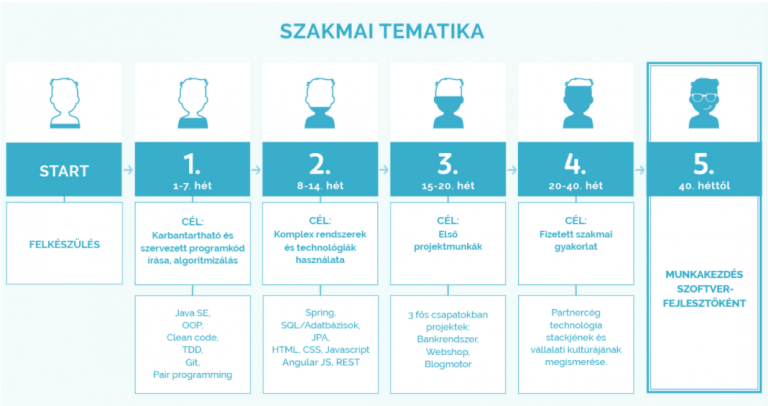 SZAKMAI TEMATIKA
START
FELKÉSZÜLÉS
1.
1-7. hét
CÉL:
Karbantartható és
szervezett programkód
írása, algoritmizálás
Java SE,
OOP,
Clean code,
TDD,
Git,
Pair programming
2.
8-14. hét
CÉL:
Komplex rendszerek
és technológiák
használata
Spring,
SQL/Adatbázisok,
JPA,
HTML, CSS, Javascript
Angular JS, REST
3.
15-20. hét
CÉL:
Első
projektmunkák
3 fős csapatokban
projektek:
Bankrendszer,
Webshop,
Blogmotor
4.
20-40. hét
CÉL:
Fizetett szakmai
gyakorlat
Partnercég
technológia
stackjének és
vállalati kultúrájának
megismerése.
5.
40. héttől
MUNKAKEZDÉS
SZOFTVER-
FEJLESZTŐKÉNT